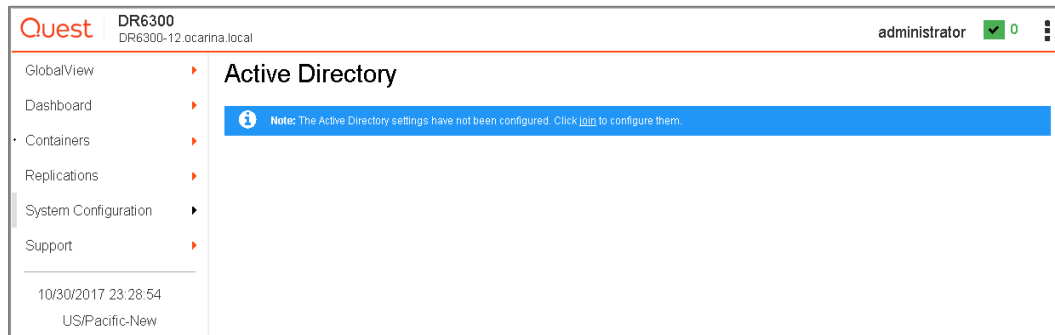 Quest
DR6300
DR6300-12.ocarina.local
administrator
0
GlobalView
Dashboard
Containers
Replications
System Configuration
Support
10/30/2017 23:28:54
US/Pacific-New
Active Directory
Note: The Active Directory settings have not been configured. Click join to configure them.